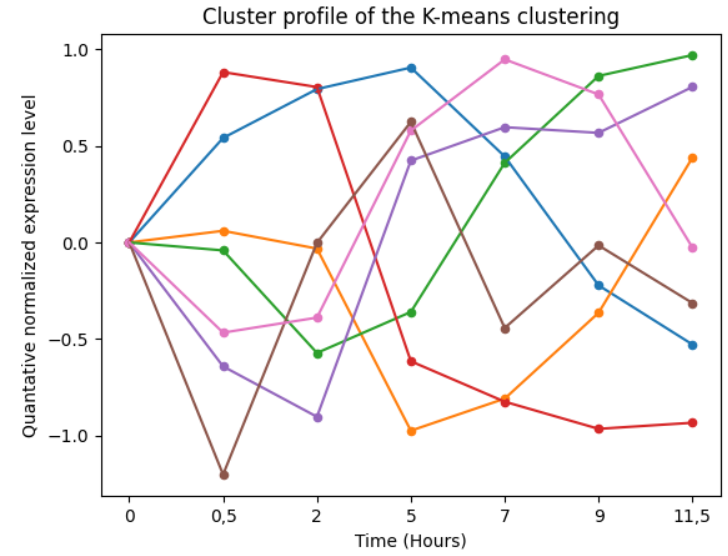 Cluster profile of the K-means clustering
Quantative normalized expression level
1.0
0.5
0.0
−0.5
−1.0
0 0,5 2 5 7 9 11,5
Time (Hours)